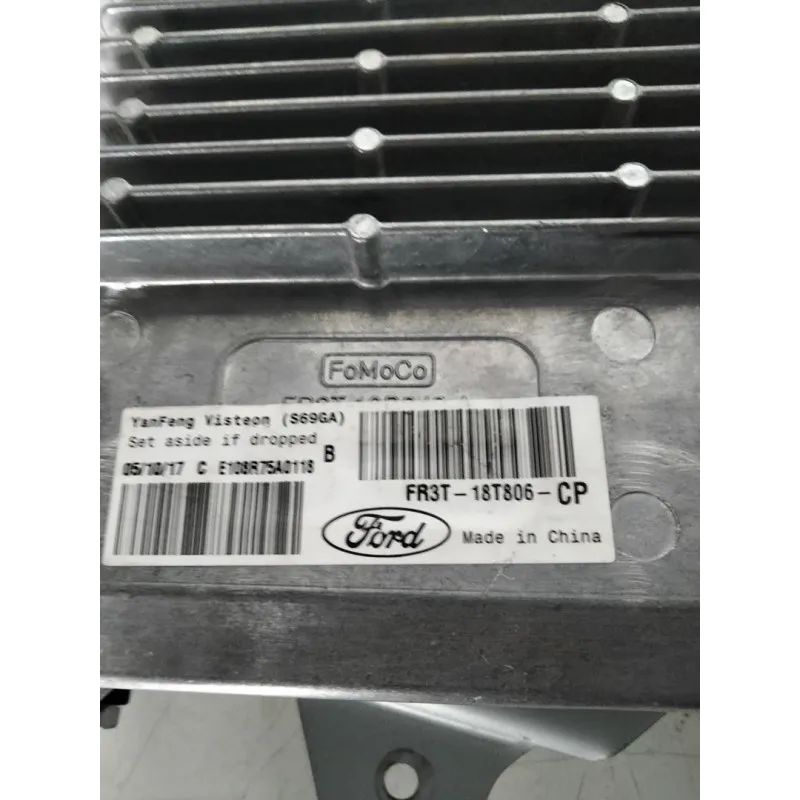 FoMoCo
YanFeng Visteon (S69GA)
Set aside if dropped
05/10/17 C E108R75A0118 B
FR3T-18T806-CP
Ford
Made in China